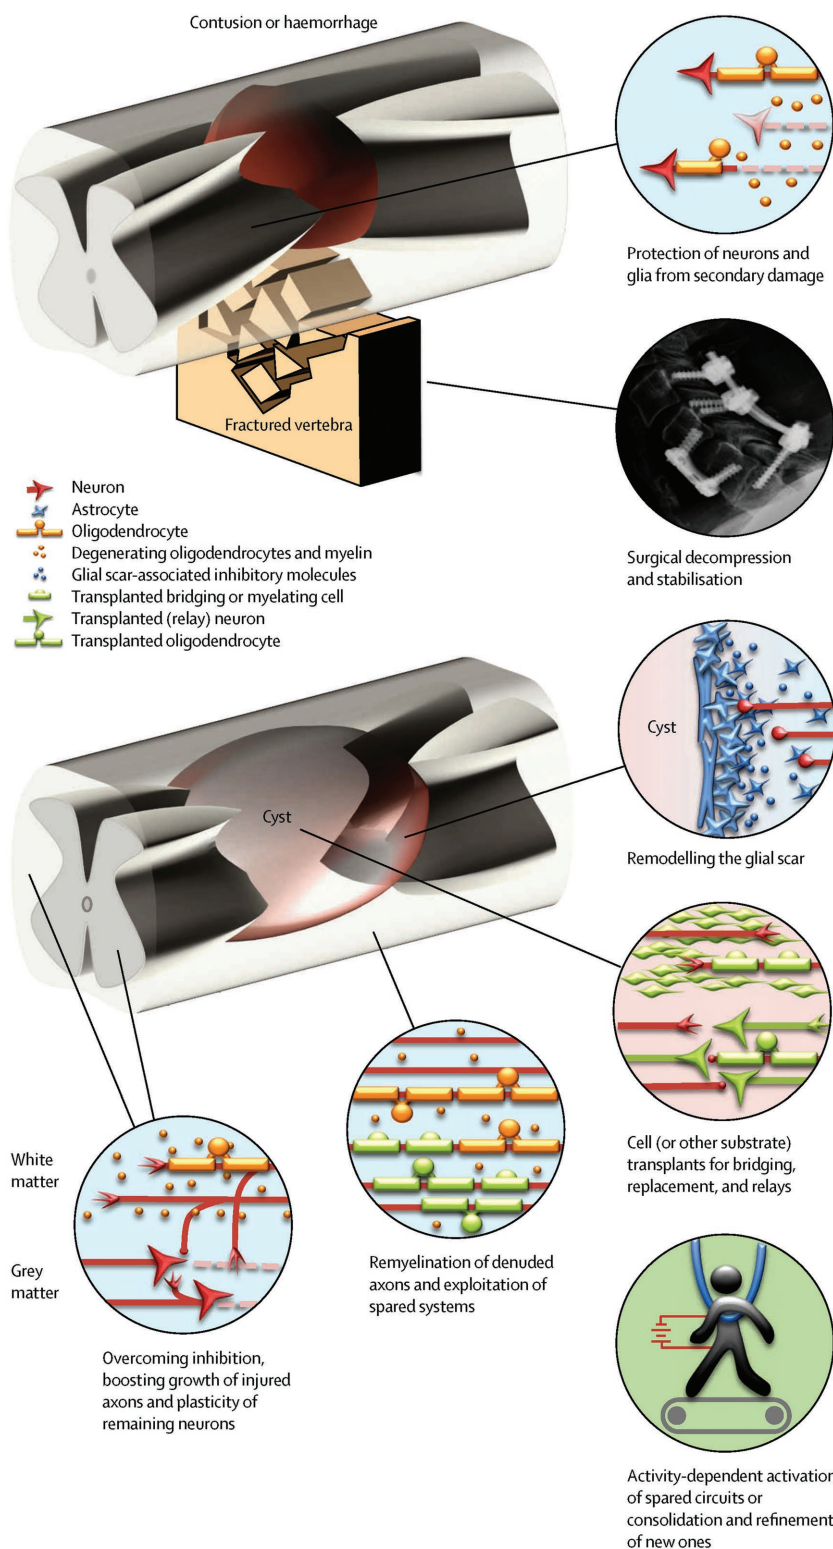 Contusion or haemorrhage
Protection of neurons and
glia from secondary damage
Fractured vertebra
Surgical decompression
and stabilisation
Neuron
Astrocyte
Oligodendrocyte
Degenerating oligodendrocytes and myelin
Glial scar-associated inhibitory molecules
Transplanted bridging or myelating cell
Transplanted (relay) neuron
Transplanted oligodendrocyte
Cyst
Remodelling the glial scar
Cyst
Cell (or other substrate)
transplants for bridging,
replacement, and relays
White
matter
Grey
matter
Remyelination of denuded
axons and exploitation of
spared systems
Overcoming inhibition,
boosting growth of injured
axons and plasticity of
remaining neurons
Activity-dependent activation
of spared circuits or
consolidation and refinement
of new ones